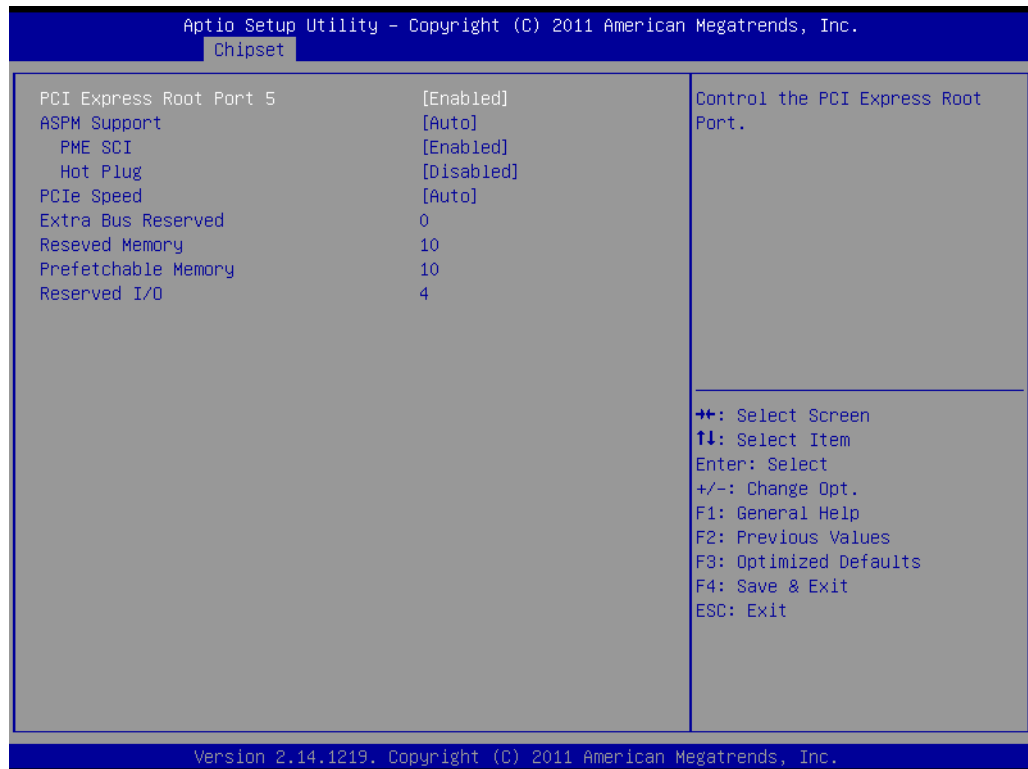 Aptio Setup Utility – Copyright (C) 2011 American Megatrends, Inc.
Chipset
PCI Express Root Port 5 [Enabled]
ASPM Support [Auto]
PME SCI [Enabled]
Hot Plug [Disabled]
PCIe Speed [Auto]
Extra Bus Reserved 0
Reseved Memory 10
Prefetchable Memory 10
Reserved I/O 4
Control the PCI Express Root
Port.
→←: Select Screen
↑↓: Select Item
Enter: Select
+/-: Change Opt.
F1: General Help
F2: Previous Values
F3: Optimized Defaults
F4: Save & Exit
ESC: Exit
Version 2.14.1219. Copyright (C) 2011 American Megatrends, Inc.